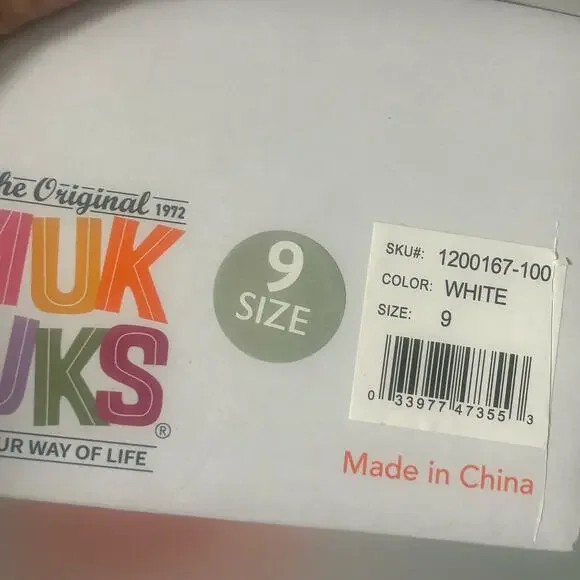 he Original 1972
MUK
UKS®
UR WAY OF LIFE
9
SIZE
SKU#: 1200167-100
COLOR: WHITE
SIZE: 9
0 33977 47355 3
Made in China